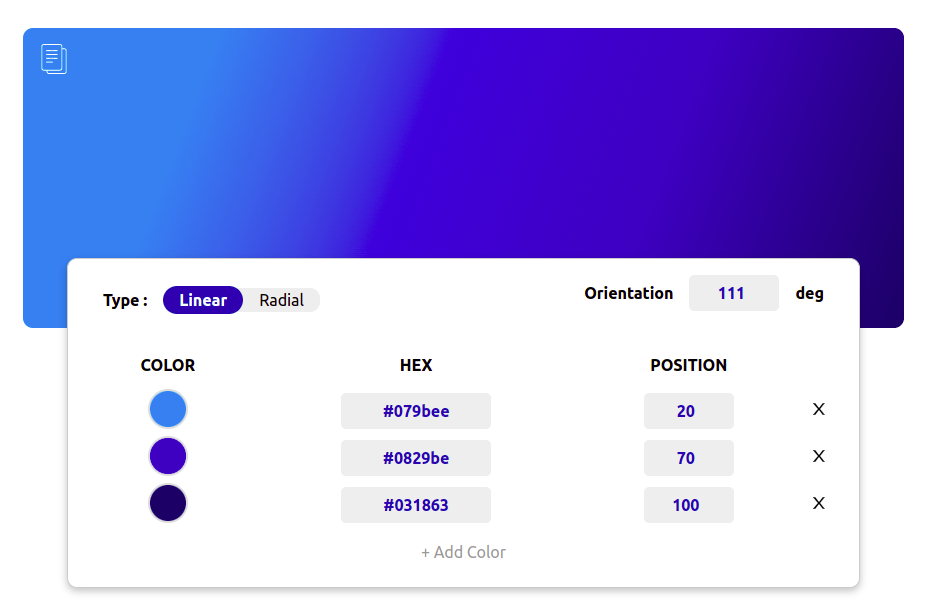 Type : Linear Radial Orientation 111 deg
COLOR HEX POSITION
#079bee 20 X
#0829be 70 X
#031863 100 X
+ Add Color